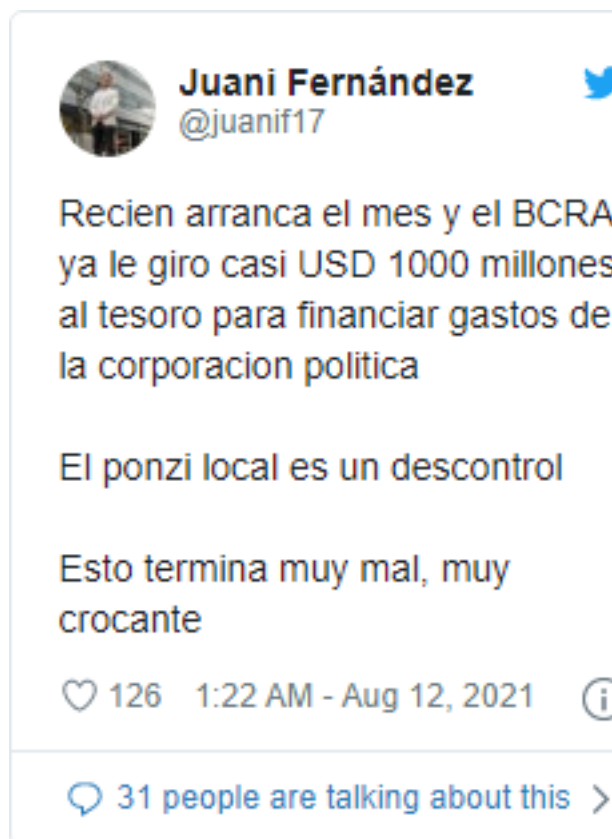 Juani Fernández
@juanif17
Recien arranca el mes y el BCRA
ya le giro casi USD 1000 millones
al tesoro para financiar gastos de
la corporacion politica
El ponzi local es un descontrol
Esto termina muy mal, muy
crocante
126 1:22 AM - Aug 12, 2021
31 people are talking about this